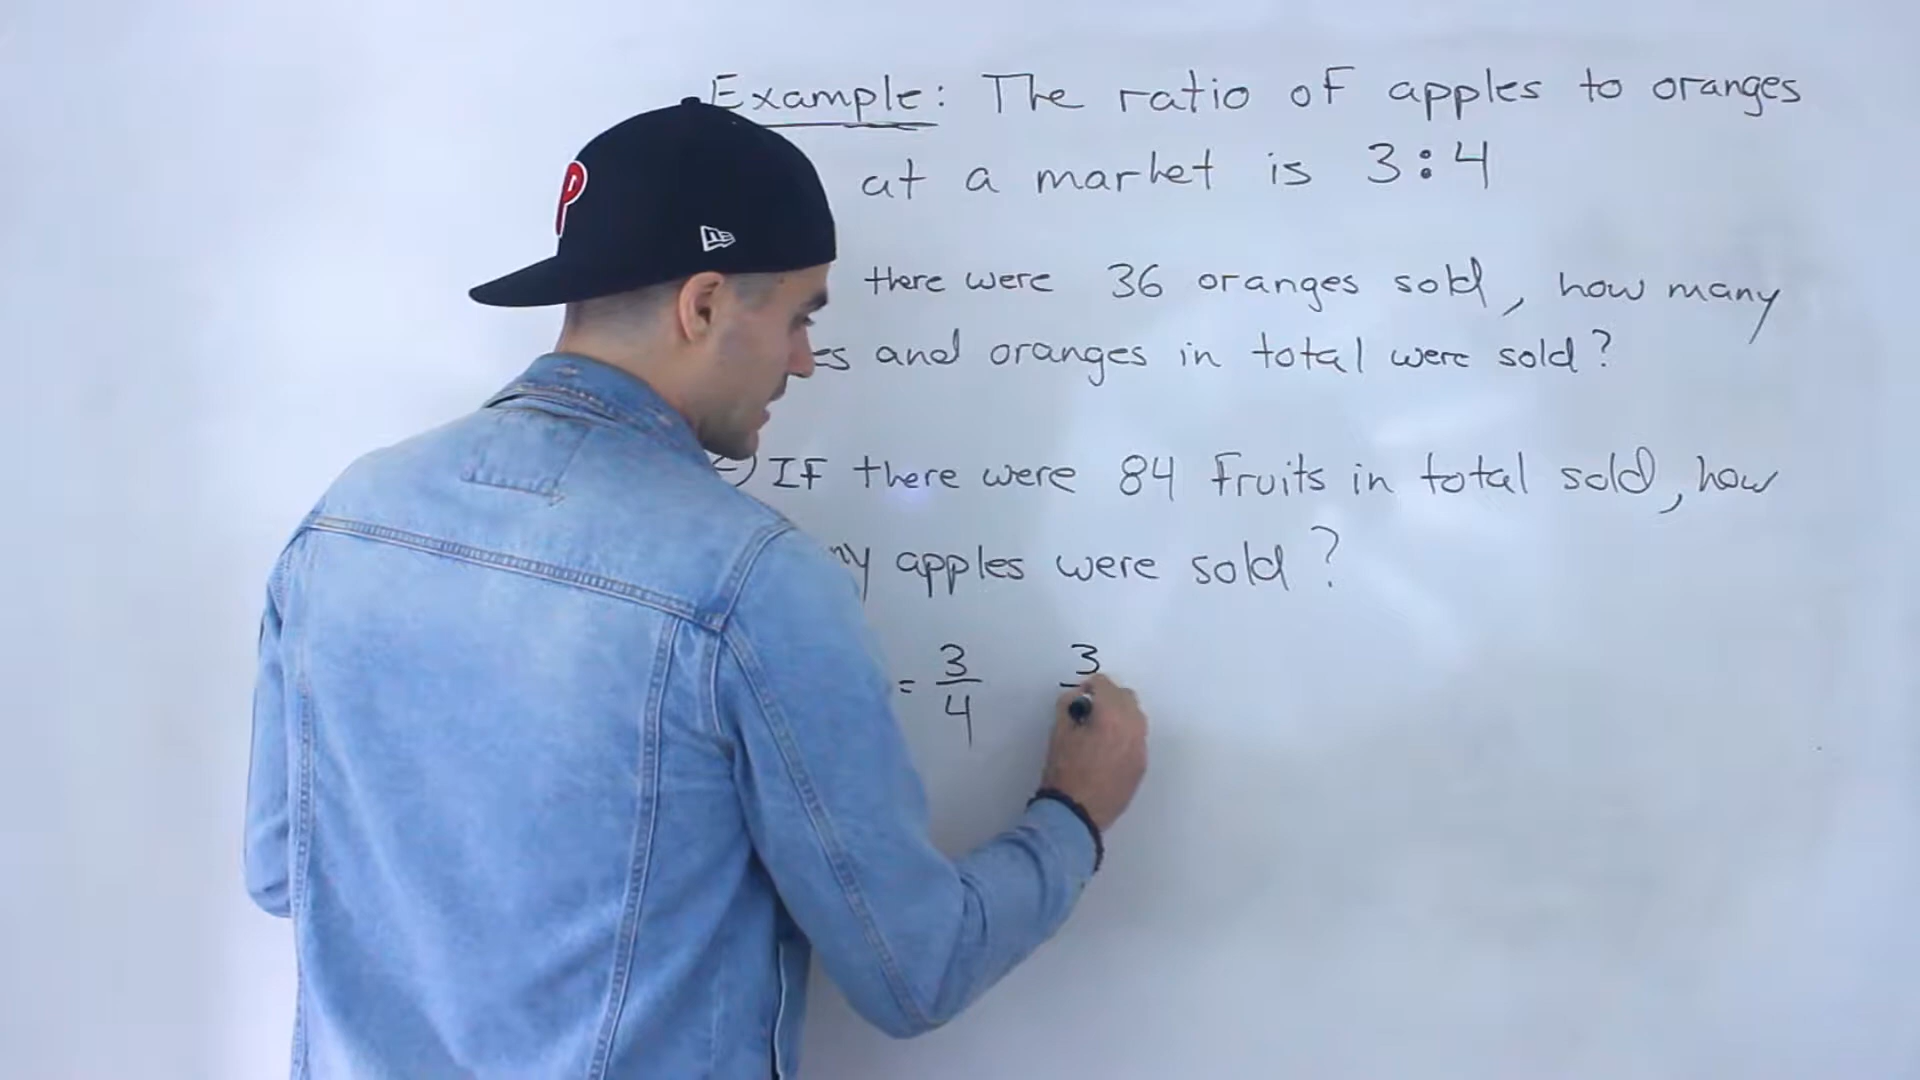 Example: The ratio of apples to oranges
at a market is 3:4
there were 36 oranges sold, how many
and oranges in total were sold?
IF there were 84 Fruits in total sold, how
apples were sold?
= 3/4 3
P